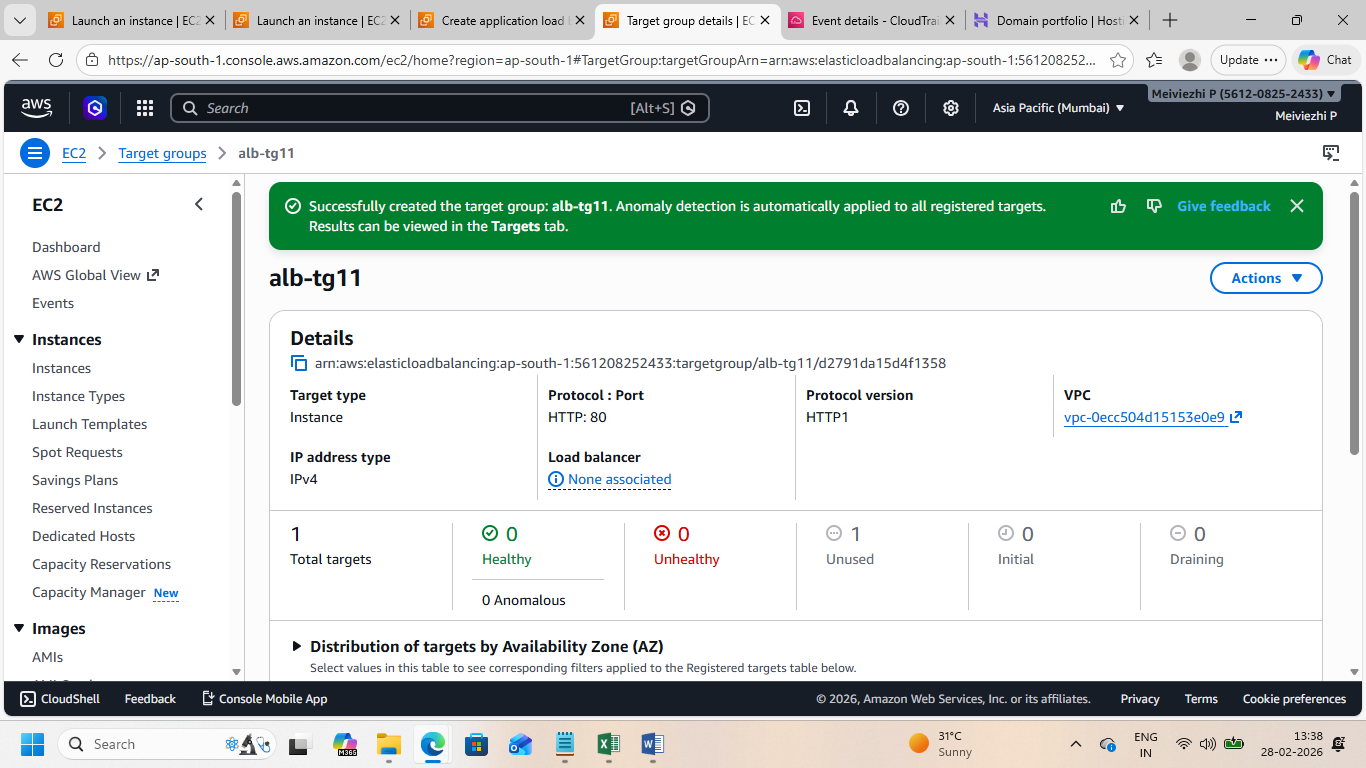 Launch an instance | EC2
Launch an instance | EC2
Create application load b
Target group details | EC
Event details - CloudTrai
Domain portfolio | Hosti
https://ap-south-1.console.aws.amazon.com/ec2/home?region=ap-south-1#TargetGroup:targetGroupArn=arn:aws:elasticloadbalancing:ap-south-1:561208252...
Update
Chat
aws
Search
[Alt+S]
Asia Pacific (Mumbai)
Meiviezhi P (5612-0825-2433)
Meiviezhi P
EC2
Target groups
alb-tg11
EC2
Dashboard
AWS Global View
Events
Instances
Instances
Instance Types
Launch Templates
Spot Requests
Savings Plans
Reserved Instances
Dedicated Hosts
Capacity Reservations
Capacity Manager New
Images
AMIs
Successfully created the target group: alb-tg11. Anomaly detection is automatically applied to all registered targets.
Results can be viewed in the Targets tab.
Give feedback
alb-tg11
Actions
Details
arn:aws:elasticloadbalancing:ap-south-1:561208252433:targetgroup/alb-tg11/d2791da15d4f1358
Target type
Instance
Protocol : Port
HTTP: 80
Protocol version
HTTP1
VPC
vpc-0ecc504d15153e0e9
IP address type
IPv4
Load balancer
None associated
1
Total targets
0
Healthy
0 Anomalous
0
Unhealthy
1
Unused
0
Initial
0
Draining
Distribution of targets by Availability Zone (AZ)
Select values in this table to see corresponding filters applied to the Registered targets table below.
CloudShell
Feedback
Console Mobile App
© 2026, Amazon Web Services, Inc. or its affiliates.
Privacy
Terms
Cookie preferences
Search
M365
31°C
Sunny
ENG
IN
13:38
28-02-2026